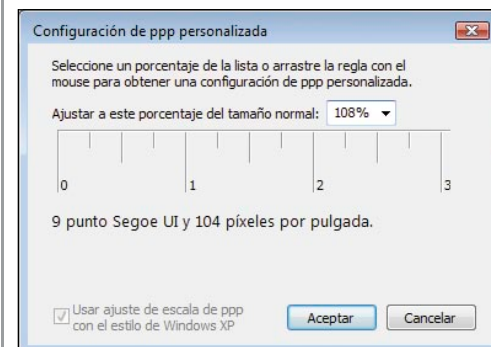 Configuración de ppp personalizada
Seleccione un porcentaje de la lista o arrastre la regla con el
mouse para obtener una configuración de ppp personalizada.
Ajustar a este porcentaje del tamaño normal: 108%
0 1 2 3
9 punto Segoe UI y 104 píxeles por pulgada.
Usar ajuste de escala de ppp
con el estilo de Windows XP
Aceptar Cancelar